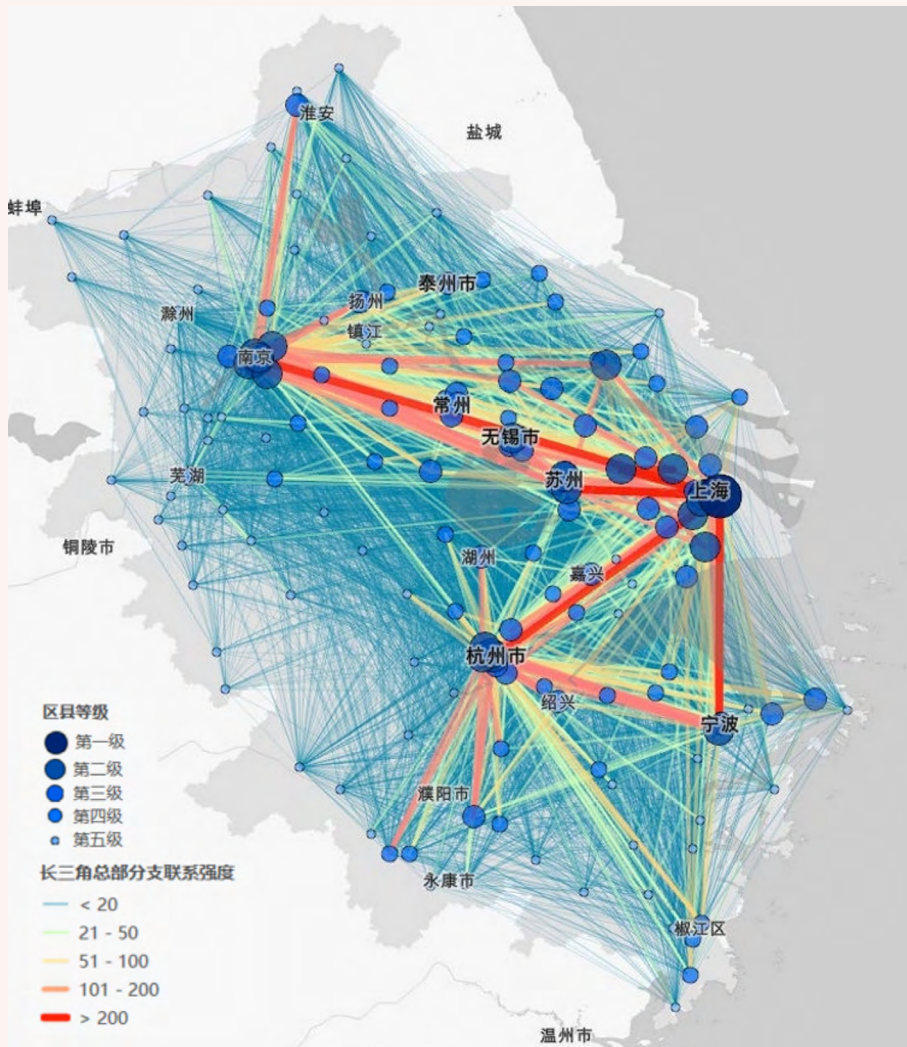 淮安
盐城
蚌埠
泰州市
扬州
滁州
镇江
南京
常州
无锡市
苏州
芜湖
上海
铜陵市
湖州
嘉兴
杭州市
绍兴
宁波
濮阳市
永康市
椒江区
温州市
区县等级
第一级
第二级
第三级
第四级
第五级
长三角总部分支联系强度
< 20
21 - 50
51 - 100
101 - 200
> 200